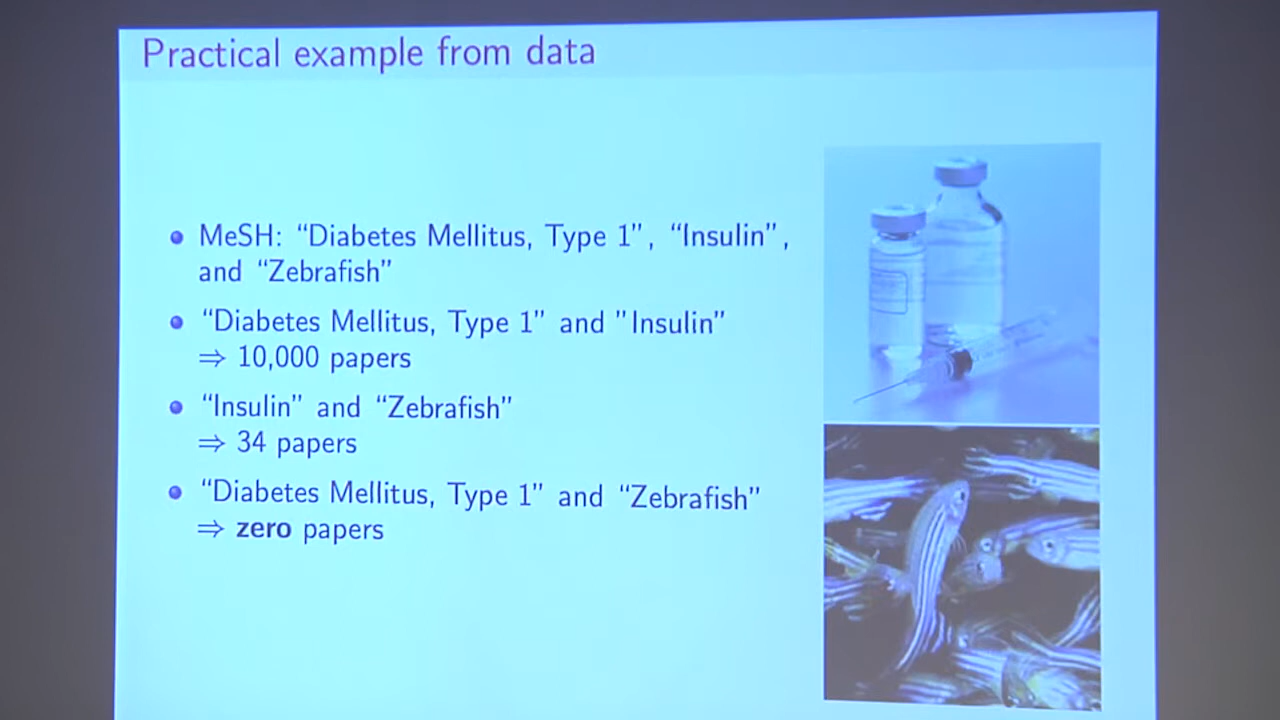 Practical example from data
• MeSH: “Diabetes Mellitus, Type 1”, “Insulin”,
and “Zebrafish”
• “Diabetes Mellitus, Type 1” and ”Insulin”
⇒ 10,000 papers
• “Insulin” and “Zebrafish”
⇒ 34 papers
• “Diabetes Mellitus, Type 1” and “Zebrafish”
⇒ zero papers